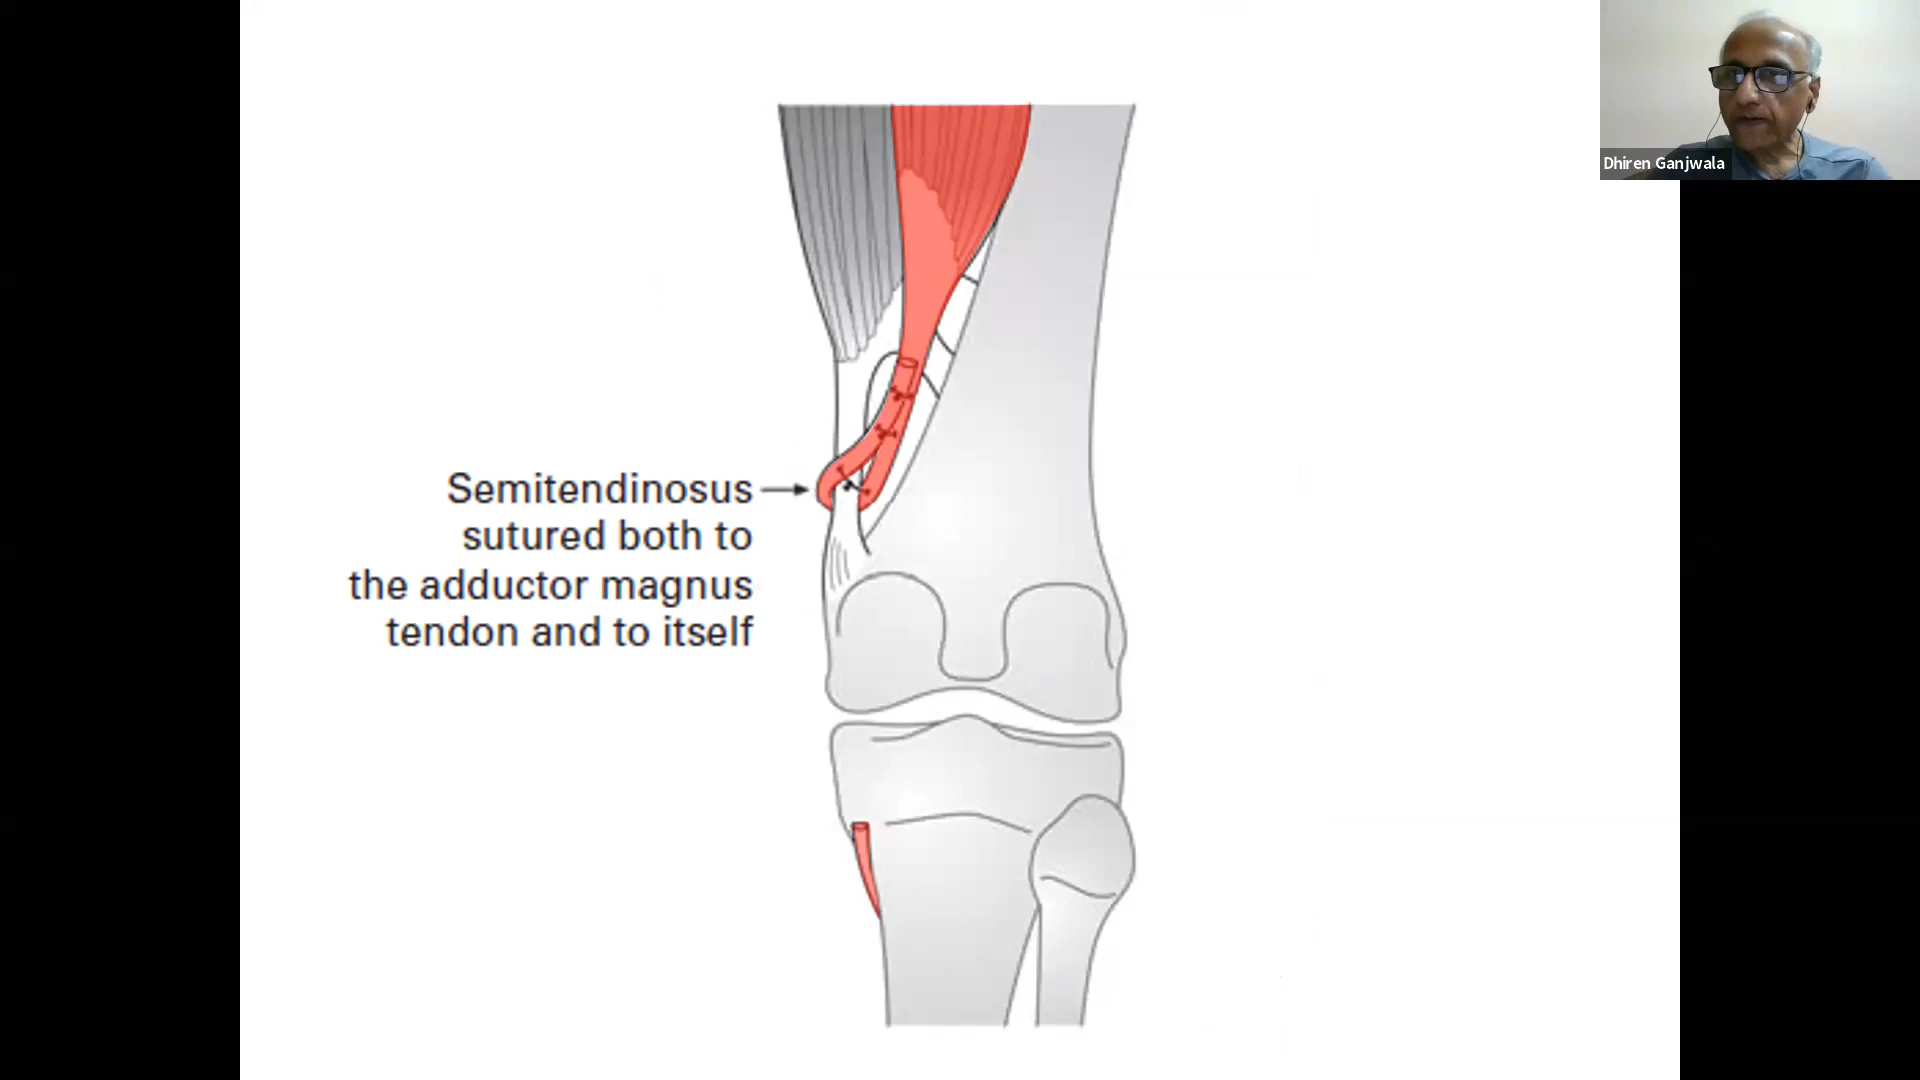 Dhiren Ganjwala
Semitendinosus
sutured both to
the adductor magnus
tendon and to itself